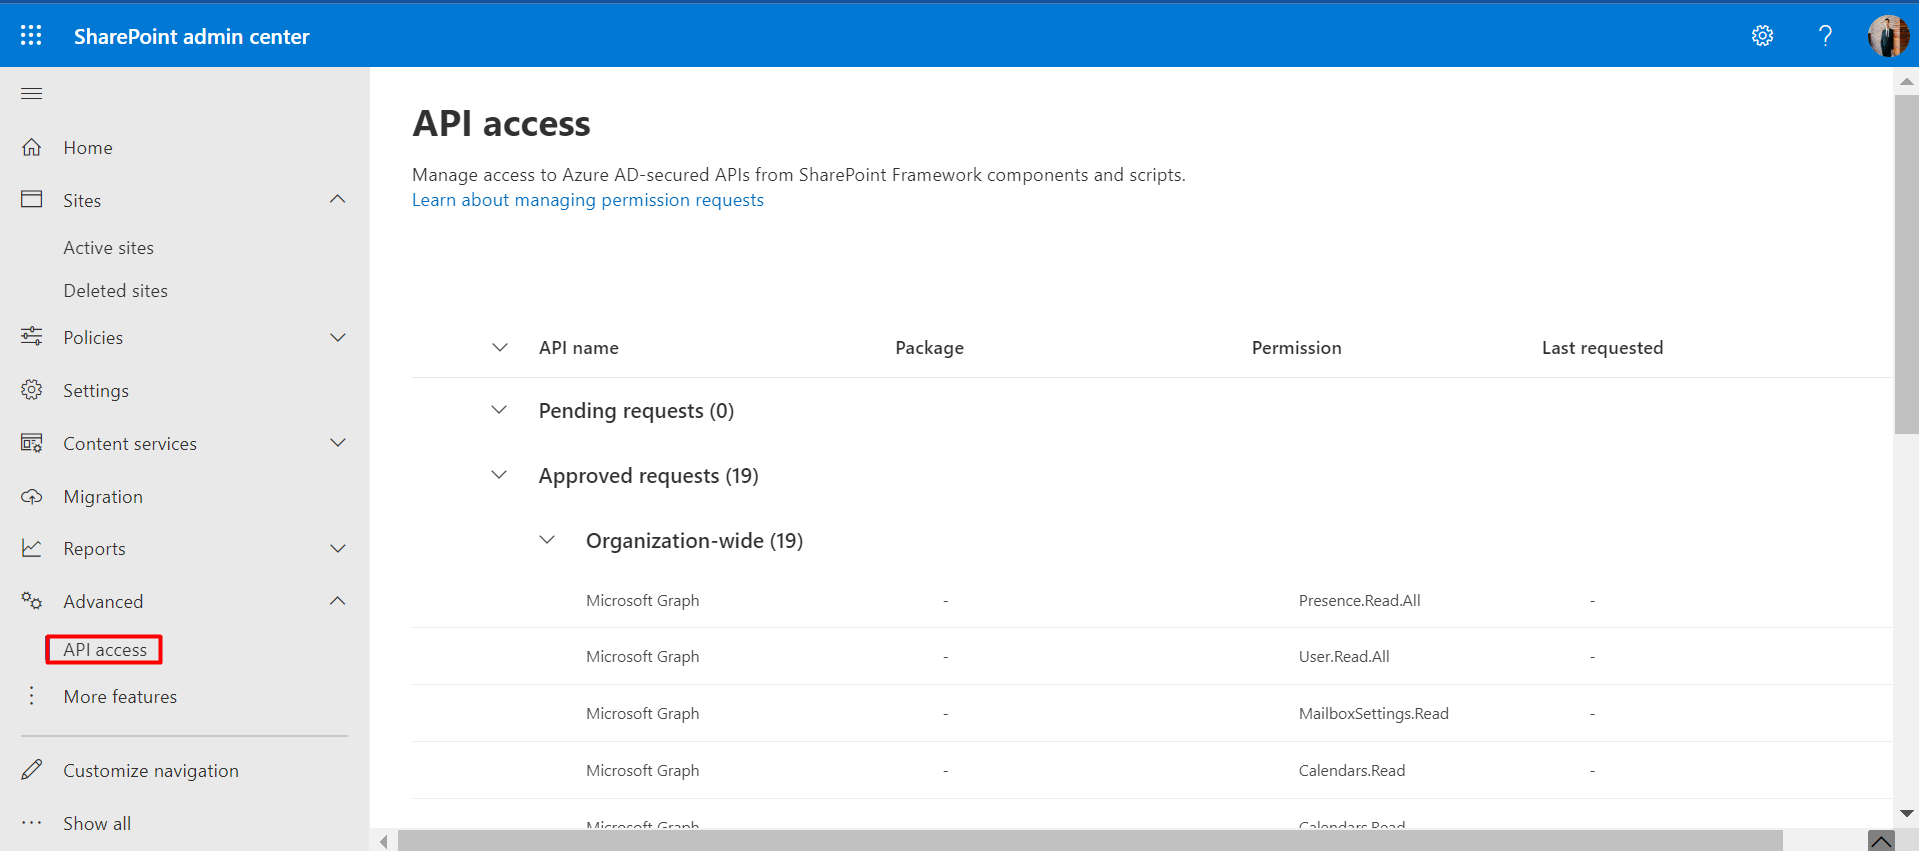 SharePoint admin center
?
Home
Sites
Active sites
Deleted sites
Policies
Settings
Content services
Migration
Reports
Advanced
API access
More features
Customize navigation
Show all
API access
Manage access to Azure AD-secured APIs from SharePoint Framework components and scripts.
Learn about managing permission requests
API name Package Permission Last requested
Pending requests (0)
Approved requests (19)
Organization-wide (19)
Microsoft Graph - Presence.Read.All -
Microsoft Graph - User.Read.All -
Microsoft Graph - MailboxSettings.Read -
Microsoft Graph - Calendars.Read -
Microsoft Graph Calendars.Read